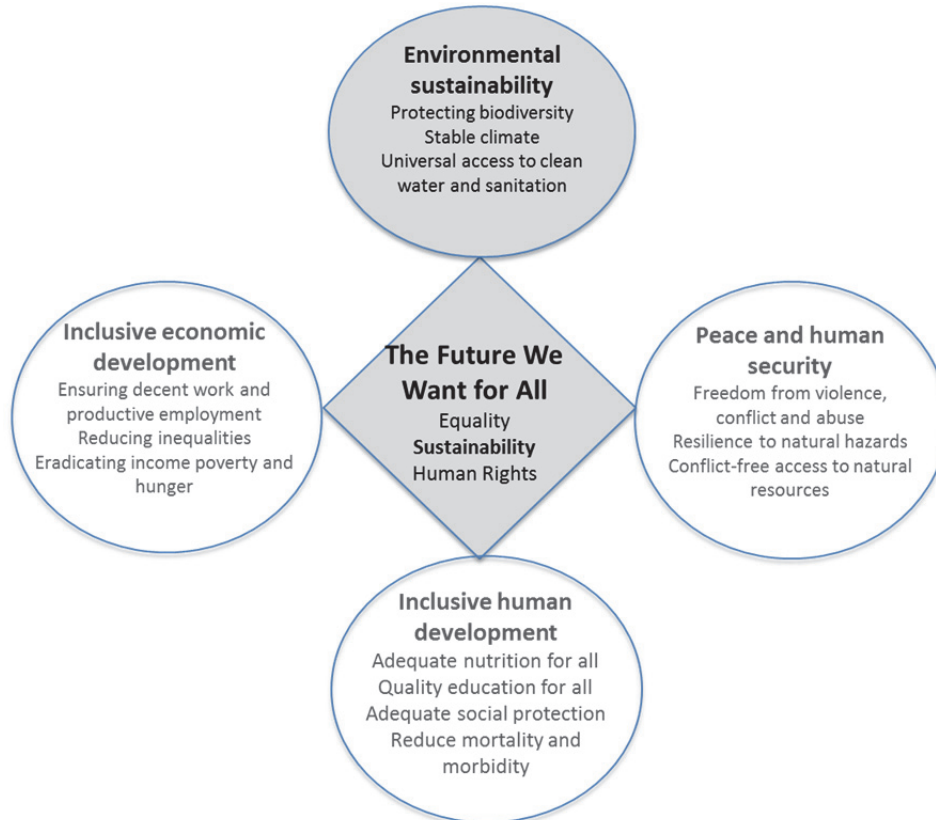 Environmental
sustainability
Protecting biodiversity
Stable climate
Universal access to clean
water and sanitation
Inclusive economic
development
Ensuring decent work and
productive employment
Reducing inequalities
Eradicating income poverty and
hunger
The Future We
Want for All
Equality
Sustainability
Human Rights
Peace and human
security
Freedom from violence,
conflict and abuse
Resilience to natural hazards
Conflict-free access to natural
resources
Inclusive human
development
Adequate nutrition for all
Quality education for all
Adequate social protection
Reduce mortality and
morbidity